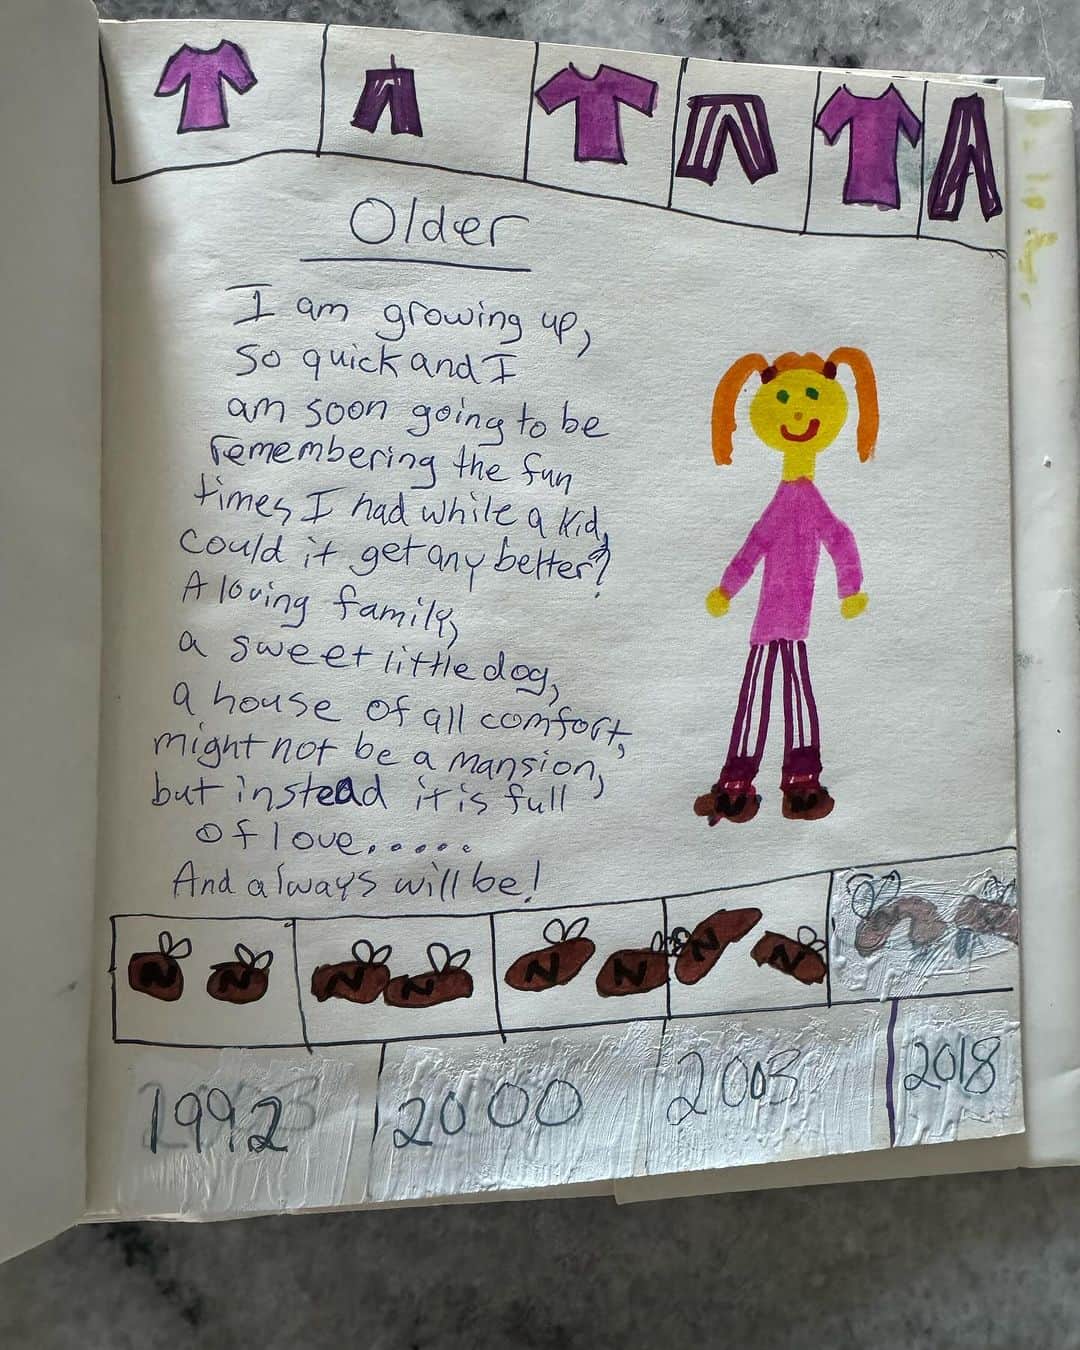 Older
I am growing up,
So quick and I
am soon going to be
remembering the fun
times I had while a kid,
could it get any better?
A loving family,
a sweet little dog,
a house of all comfort,
might not be a mansion,
but instead it is full
of love.....
And always will be!
N N N N N N N N
1992 2000 2008 2018